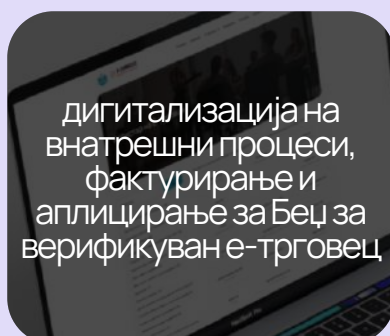 дигитализација на
внатрешни процеси,
фактурирање и
аплицирање за Беџ за
верификуван е-трговец